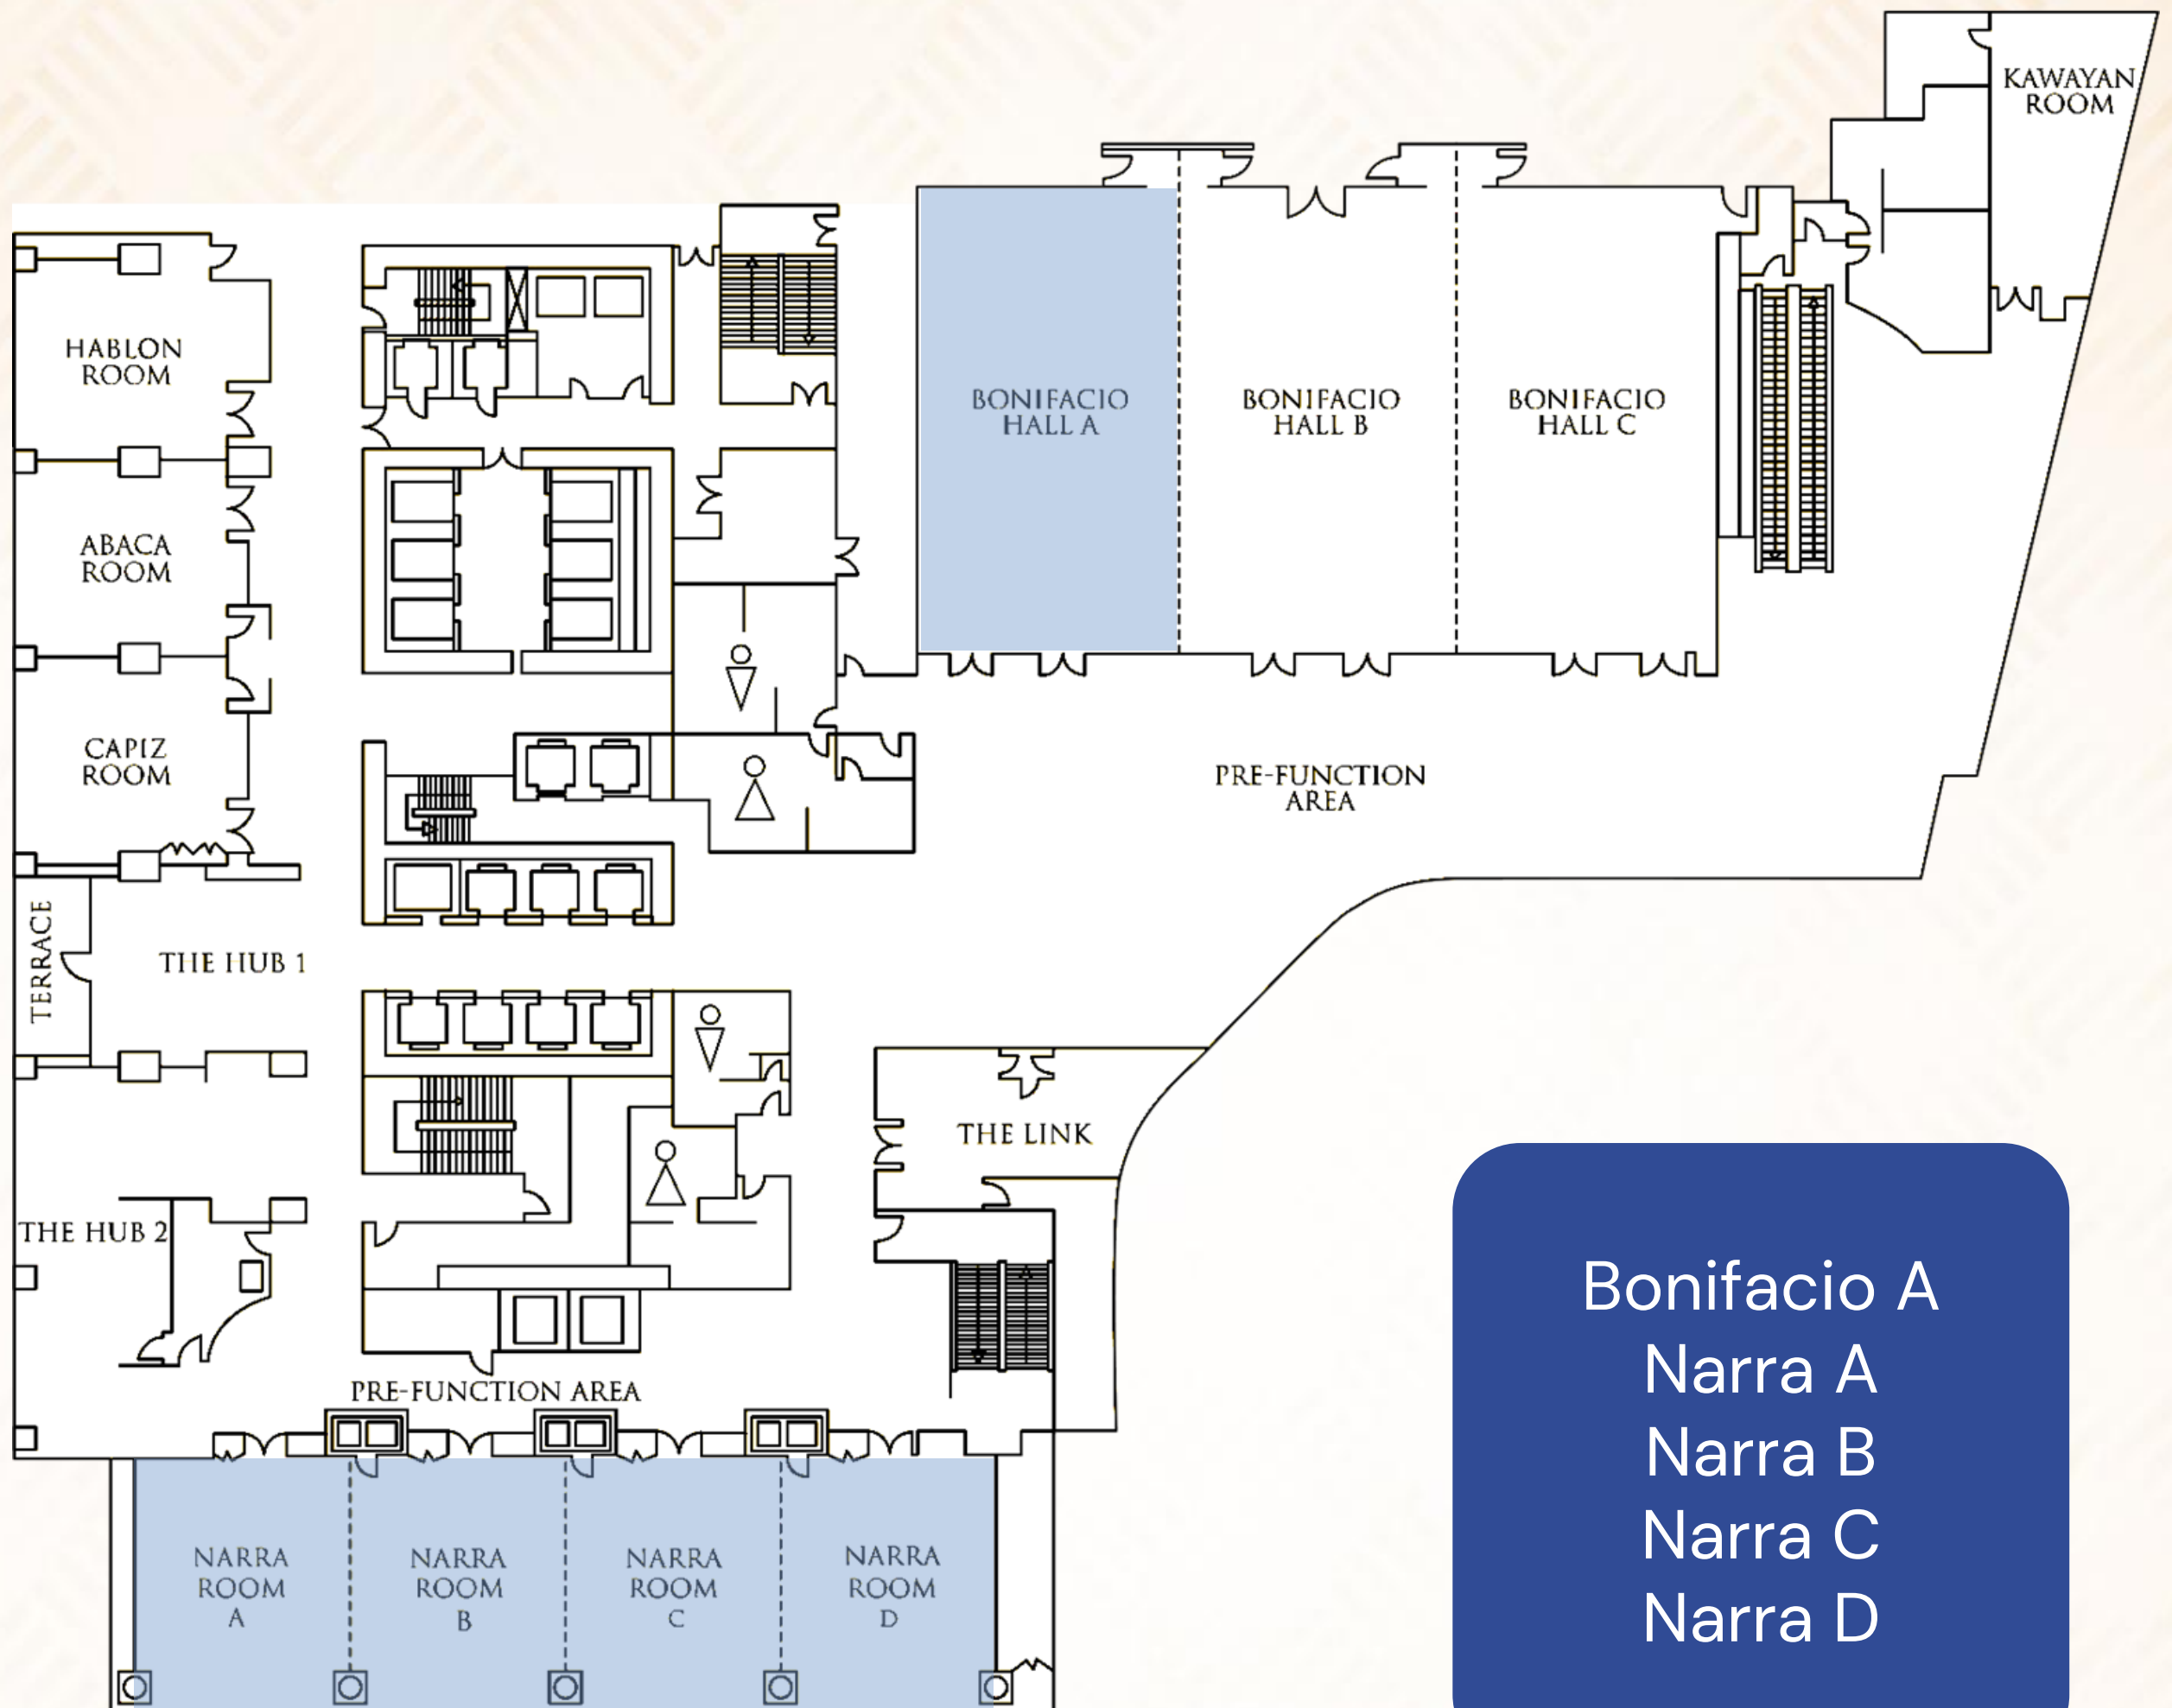 KAWAYAN
ROOM
HABLON
ROOM
BONIFACIO
HALL A
BONIFACIO
HALL B
BONIFACIO
HALL C
ABACA
ROOM
CAPIZ
ROOM
PRE-FUNCTION
AREA
TERRACE
THE HUB 1
THE LINK
THE HUB 2
PRE-FUNCTION AREA
NARRA
ROOM
A
NARRA
ROOM
B
NARRA
ROOM
C
NARRA
ROOM
D
Bonifacio A
Narra A
Narra B
Narra C
Narra D